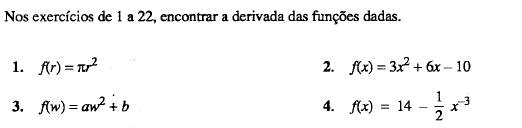 Nos exercícios de 1 a 22, encontrar a derivada das funções dadas.
1. f(r) = πr² 2. f(x) = 3x² + 6x – 10
3. f(w) = aw² + b 4. f(x) = 14 – 1/2 x⁻³